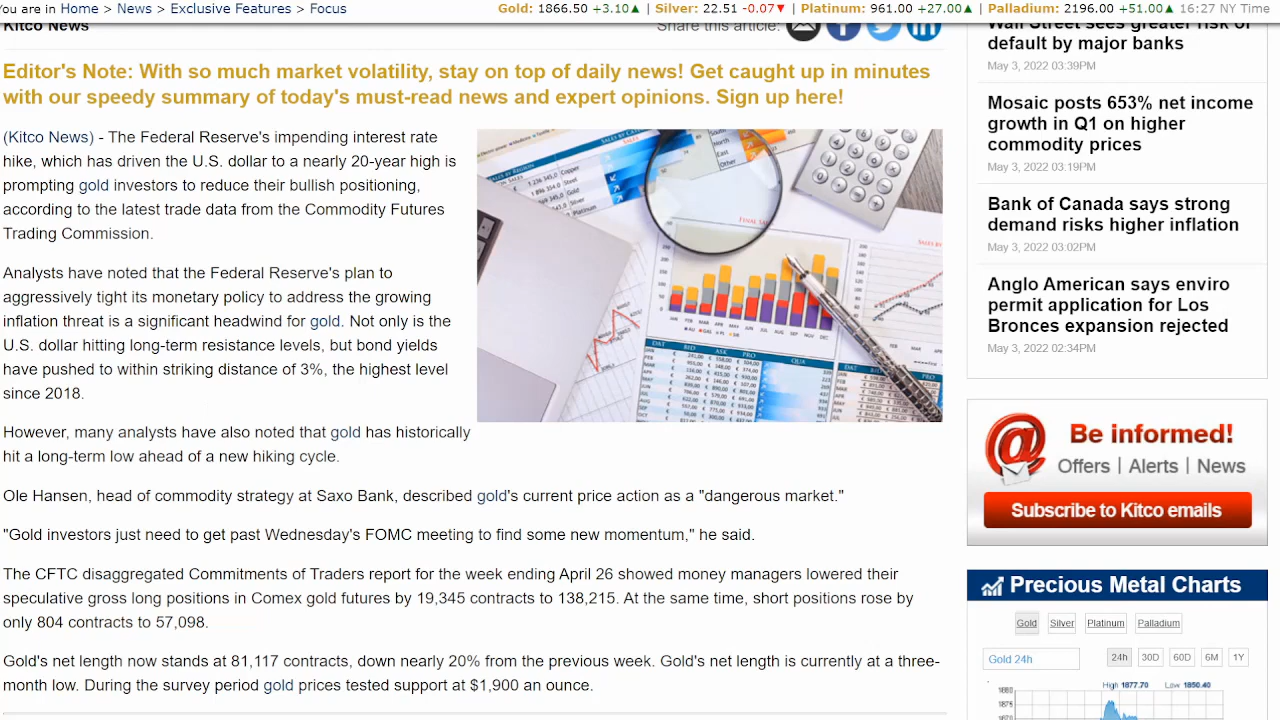 You are in Home > News > Exclusive Features > Focus
Gold: 1866.50 +3.10▲ | Silver: 22.51 -0.07▼ | Platinum: 961.00 +27.00▲ | Palladium: 2196.00 +51.00▲ 16:27 NY Time
Kitco News
Share this article:
Editor's Note: With so much market volatility, stay on top of daily news! Get caught up in minutes
with our speedy summary of today's must-read news and expert opinions. Sign up here!
(Kitco News) - The Federal Reserve's impending interest rate
hike, which has driven the U.S. dollar to a nearly 20-year high is
prompting gold investors to reduce their bullish positioning,
according to the latest trade data from the Commodity Futures
Trading Commission.
Analysts have noted that the Federal Reserve's plan to
aggressively tight its monetary policy to address the growing
inflation threat is a significant headwind for gold. Not only is the
U.S. dollar hitting long-term resistance levels, but bond yields
have pushed to within striking distance of 3%, the highest level
since 2018.
However, many analysts have also noted that gold has historically
hit a long-term low ahead of a new hiking cycle.
Ole Hansen, head of commodity strategy at Saxo Bank, described gold's current price action as a "dangerous market."
"Gold investors just need to get past Wednesday's FOMC meeting to find some new momentum," he said.
The CFTC disaggregated Commitments of Traders report for the week ending April 26 showed money managers lowered their
speculative gross long positions in Comex gold futures by 19,345 contracts to 138,215. At the same time, short positions rose by
only 804 contracts to 57,098.
Gold's net length now stands at 81,117 contracts, down nearly 20% from the previous week. Gold's net length is currently at a three-
month low. During the survey period gold prices tested support at $1,900 an ounce.
Wall Street sees greater risk of
default by major banks
May 3, 2022 03:39PM
Mosaic posts 653% net income
growth in Q1 on higher
commodity prices
May 3, 2022 03:19PM
Bank of Canada says strong
demand risks higher inflation
May 3, 2022 03:02PM
Anglo American says enviro
permit application for Los
Bronces expansion rejected
May 3, 2022 02:34PM
Be informed!
Offers | Alerts | News
Subscribe to Kitco emails
Precious Metal Charts
Gold Silver Platinum Palladium
Gold 24h
24h 30D 60D 6M 1Y
High 1877.70 Low 1850.40
1880
1875